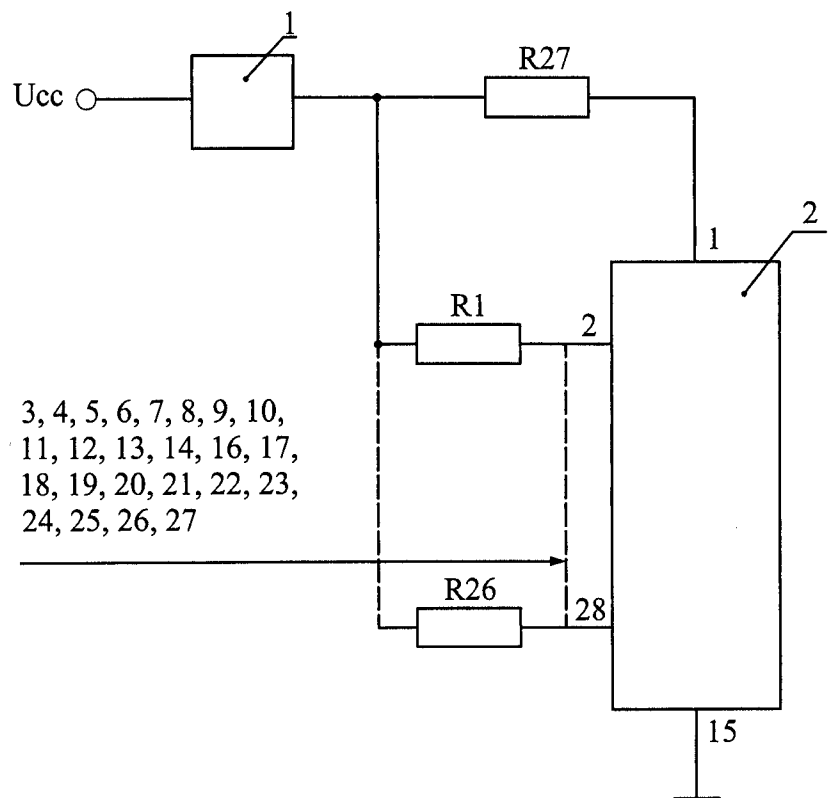 1
R27
Ucc
2
1
R1
2
3, 4, 5, 6, 7, 8, 9, 10,
11, 12, 13, 14, 16, 17,
18, 19, 20, 21, 22, 23,
24, 25, 26, 27
R26
28
15